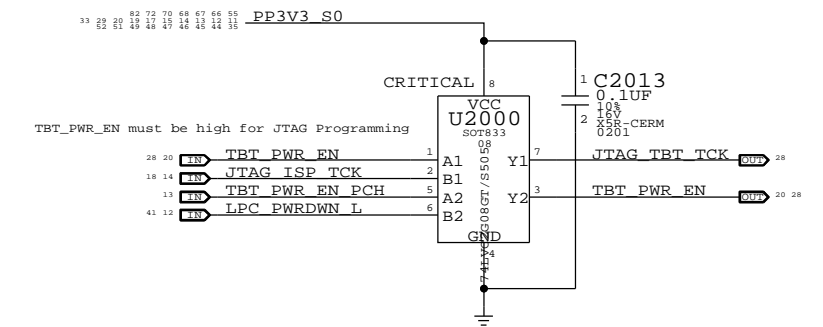 82 72 70 68 67 66 55
33 29 20 19 17 15 14 13 12 11
52 51 49 48 47 46 45 44 35
PP3V3_S0
CRITICAL
8
VCC
U2000
SOT833
08
74LVC2G08GT/S505
GND
4
1 C2013
0.1UF
10%
16V
2 X5R-CERM
0201
TBT_PWR_EN must be high for JTAG Programming
28 20 IN TBT_PWR_EN 1 A1
18 14 IN JTAG_ISP_TCK 2 B1
13 IN TBT_PWR_EN_PCH 5 A2
41 12 IN LPC_PWRDWN_L 6 B2
Y1 7 JTAG_TBT_TCK OUT 28
Y2 3 TBT_PWR_EN OUT 20 28